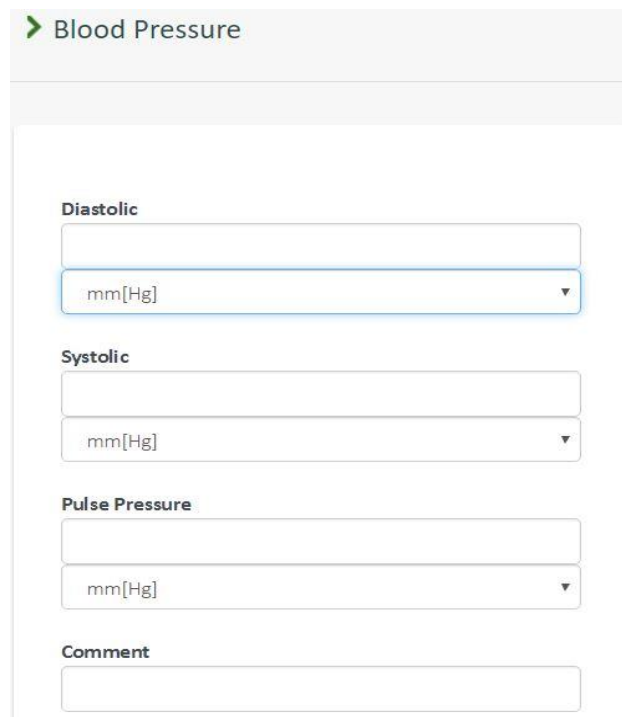 Blood Pressure
Diastolic
mm[Hg]
Systolic
mm[Hg]
Pulse Pressure
mm[Hg]
Comment